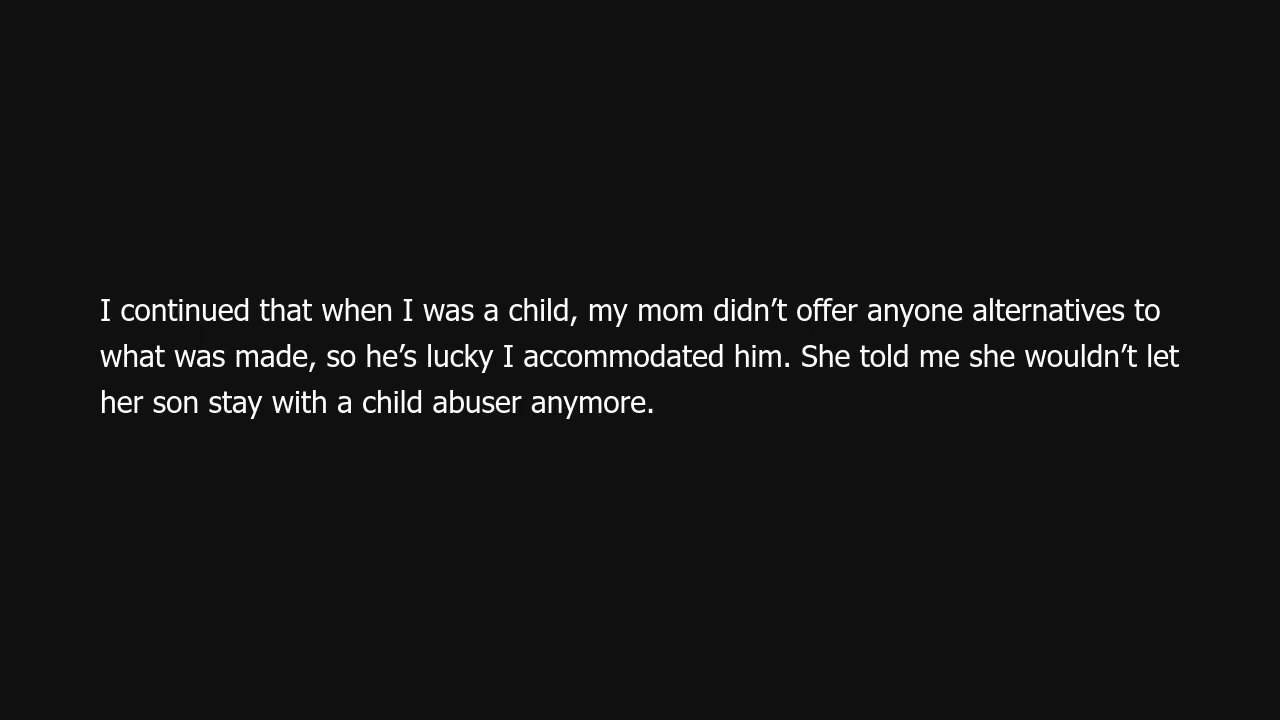 I continued that when I was a child, my mom didn’t offer anyone alternatives to
what was made, so he’s lucky I accommodated him. She told me she wouldn’t let
her son stay with a child abuser anymore.